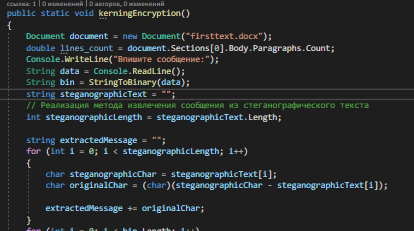 ссылка: 1 | 0 изменений | 0 авторов, 0 изменений
public static void kerningEncryption()
{
Document document = new Document("firsttext.docx");
double lines_count = document.Sections[0].Body.Paragraphs.Count;
Console.WriteLine("Впишите сообщение:");
String data = Console.ReadLine();
String bin = StringToBinary(data);
string steganographicText = "";
// Реализация метода извлечения сообщения из стеганографического текста
int steganographicLength = steganographicText.Length;
string extractedMessage = "";
for (int i = 0; i < steganographicLength; i++)
{
char steganographicChar = steganographicText[i];
char originalChar = (char)(steganographicChar - steganographicText[i]);
extractedMessage += originalChar;
}
for (int i = 0; i < bin.Length; i++)